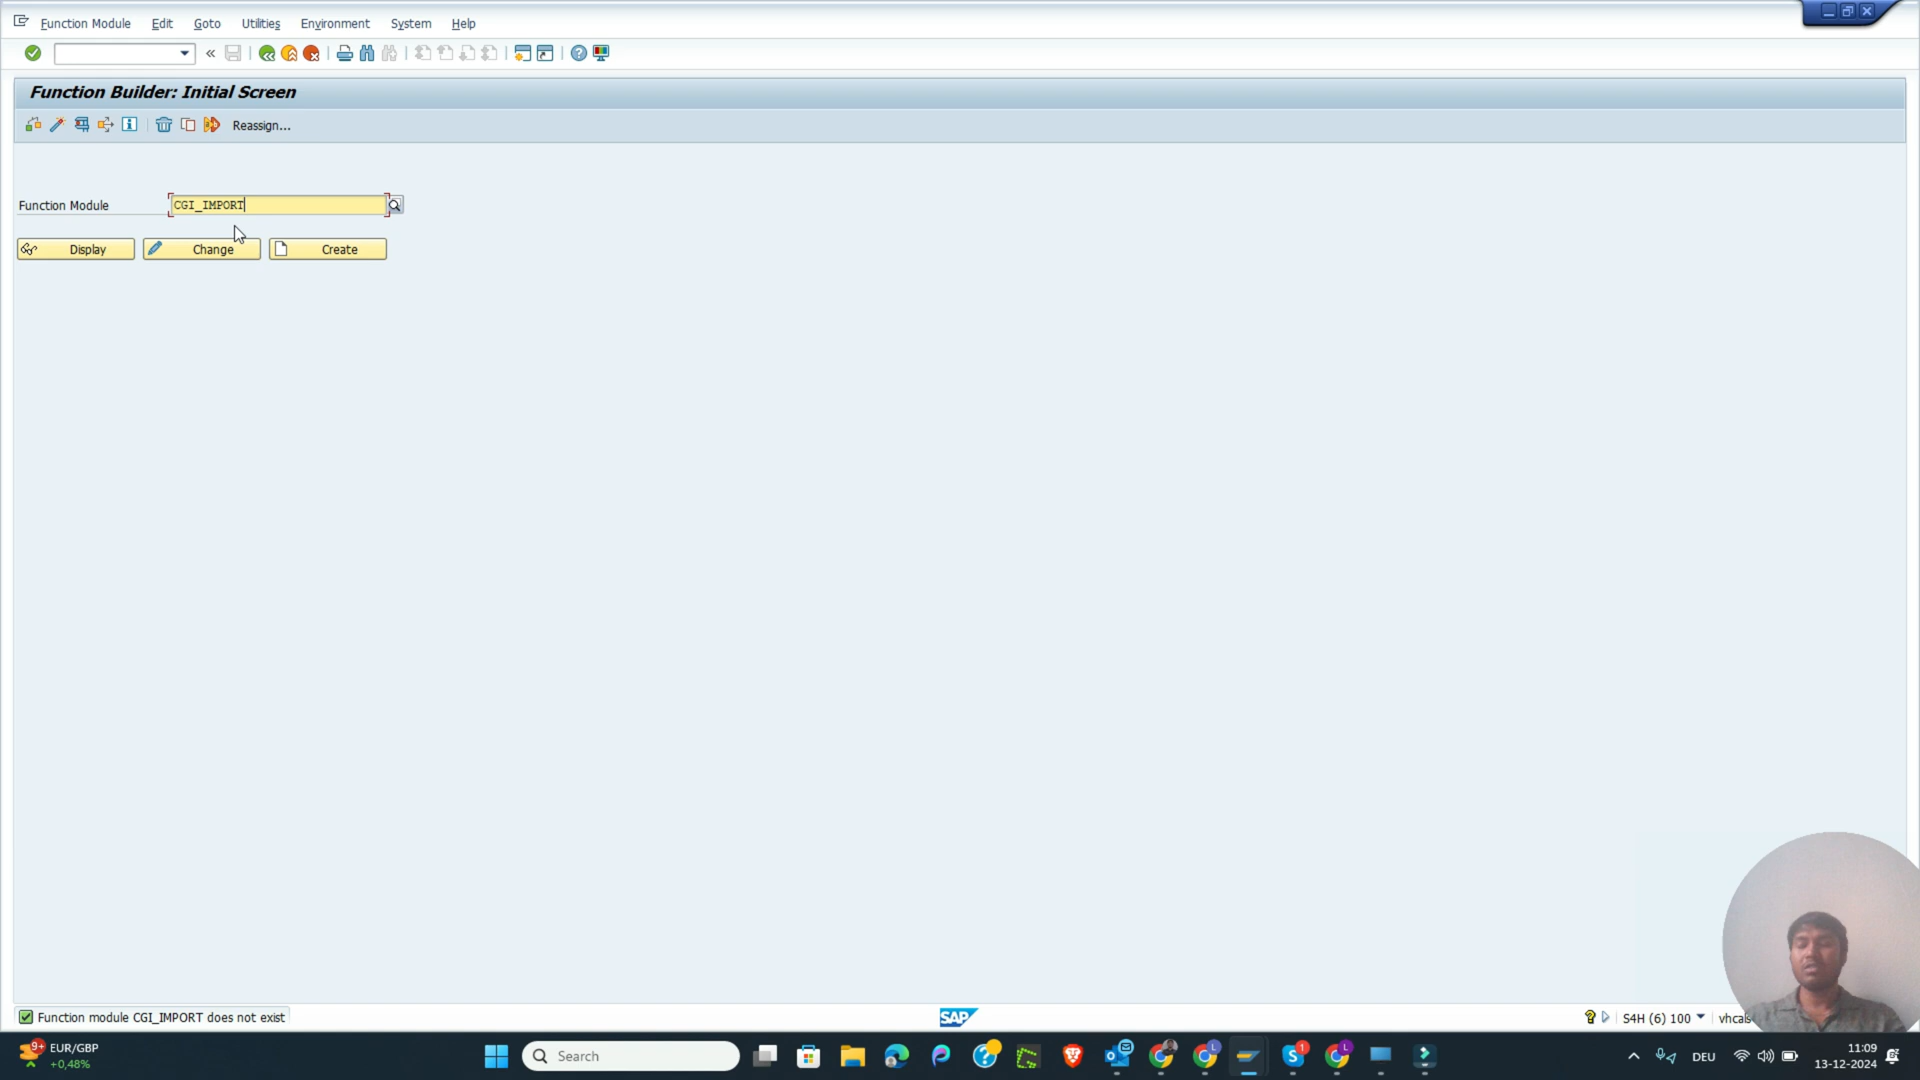 Function Module Edit Goto Utilities Environment System Help
Function Builder: Initial Screen
Reassign...
Function Module CGI_IMPORT
Display Change Create
Function module CGI_IMPORT does not exist
SAP
S4H (6) 100
9+
EUR/GBP
+0,48%
Search
L
S
1
L
DEU
11:09
13-12-2024